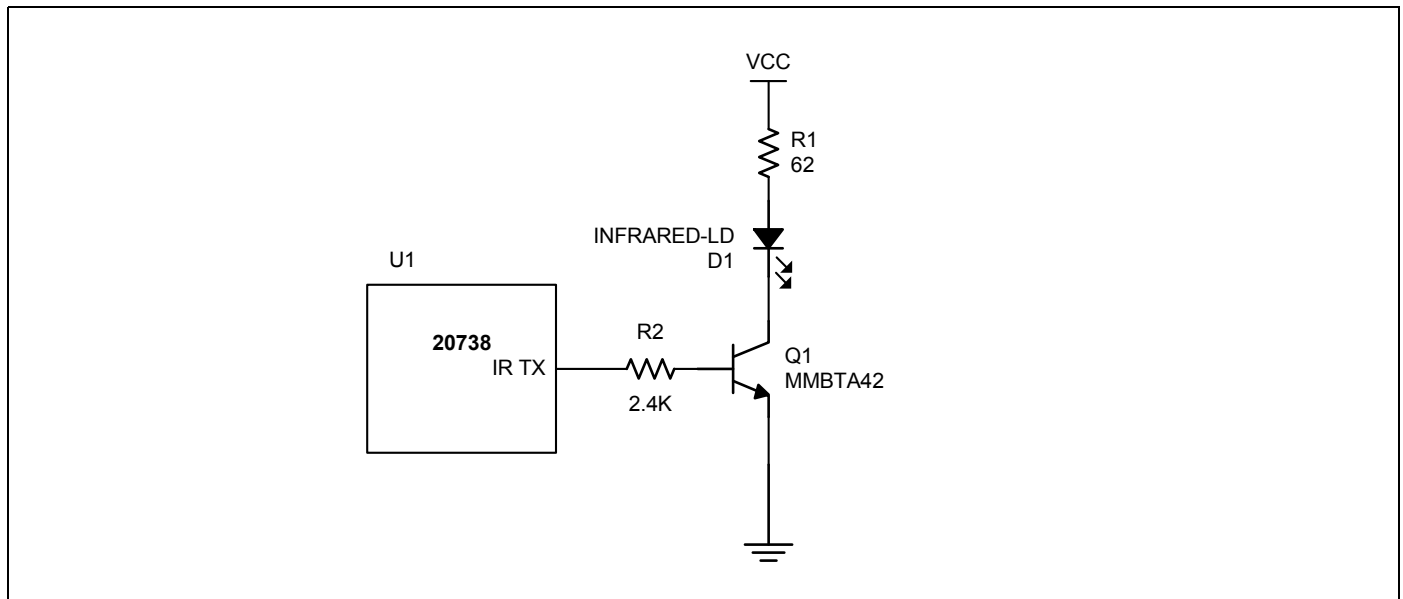 VCC
R1
62
INFRARED-LD
D1
U1
20738
IR TX
R2
2.4K
Q1
MMBTA42